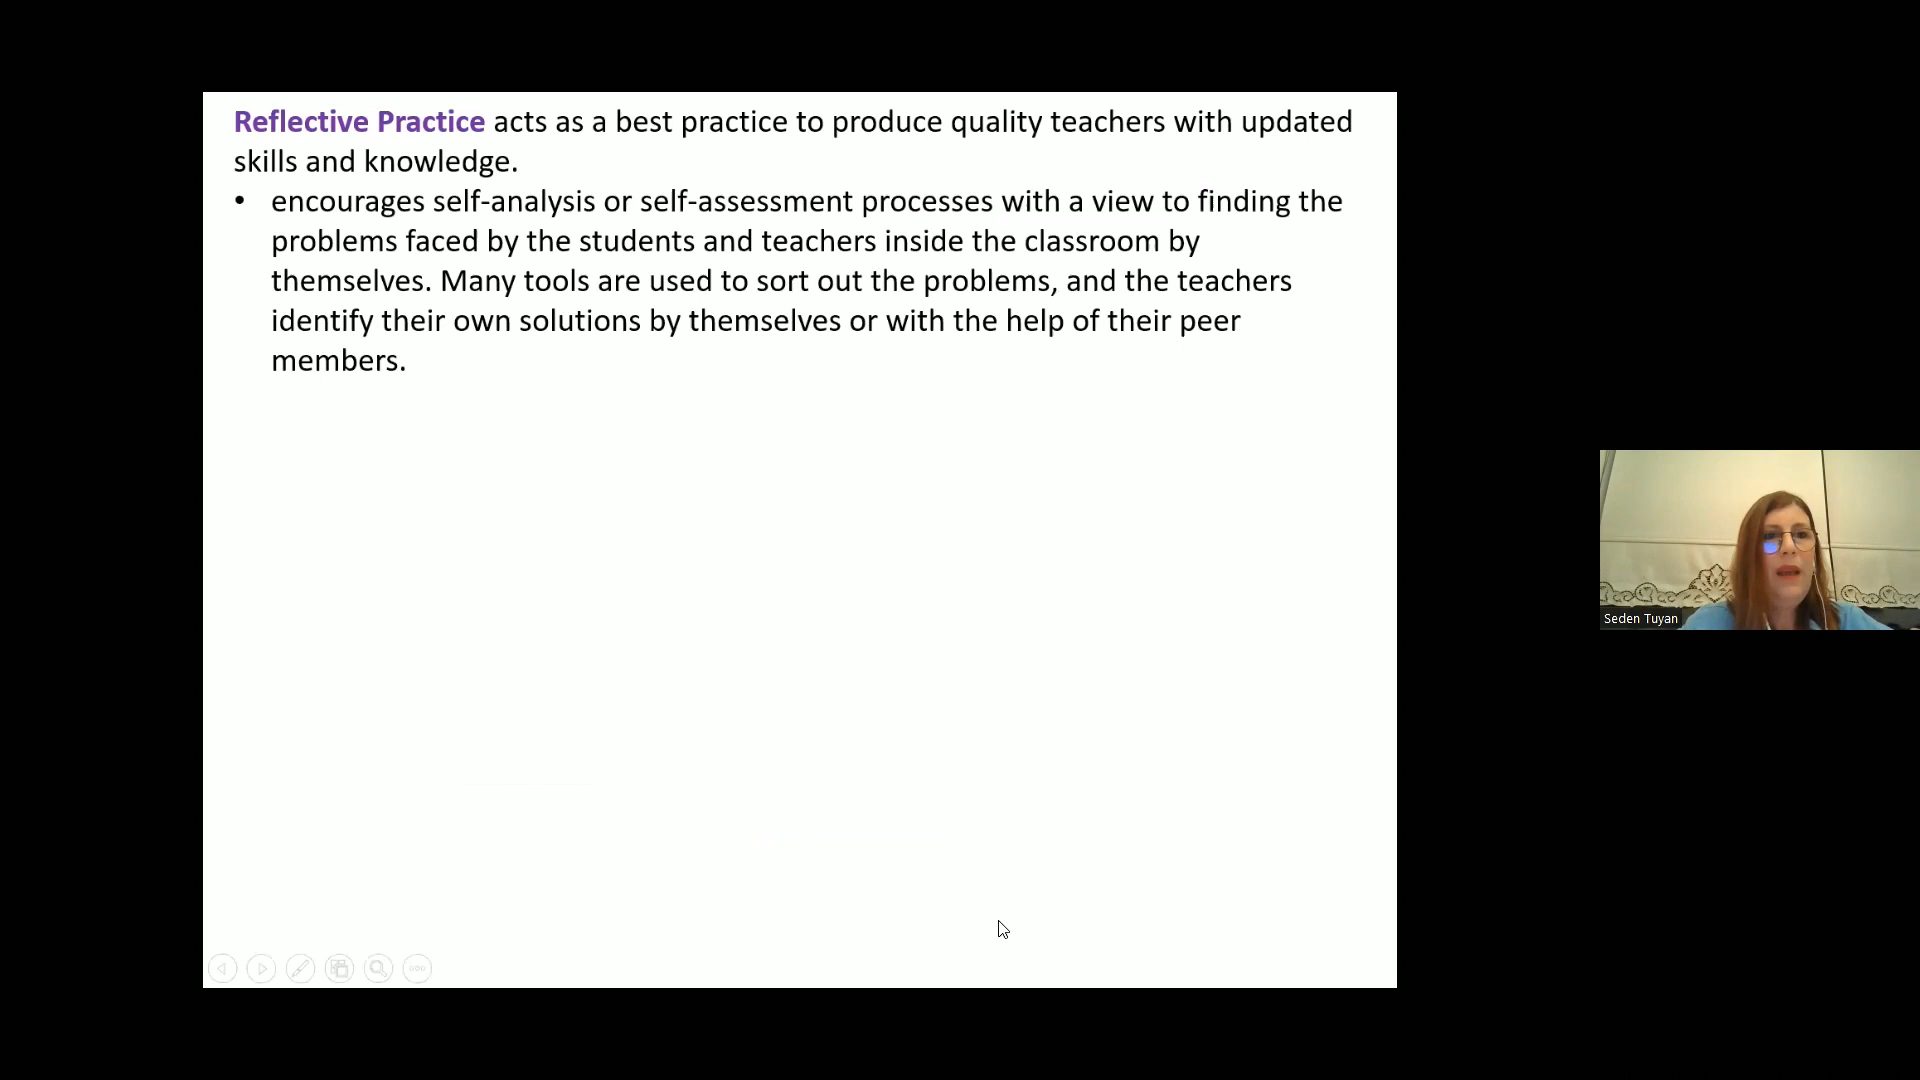 Reflective Practice acts as a best practice to produce quality teachers with updated
skills and knowledge.
• encourages self-analysis or self-assessment processes with a view to finding the
problems faced by the students and teachers inside the classroom by
themselves. Many tools are used to sort out the problems, and the teachers
identify their own solutions by themselves or with the help of their peer
members.
Seden Tuyan